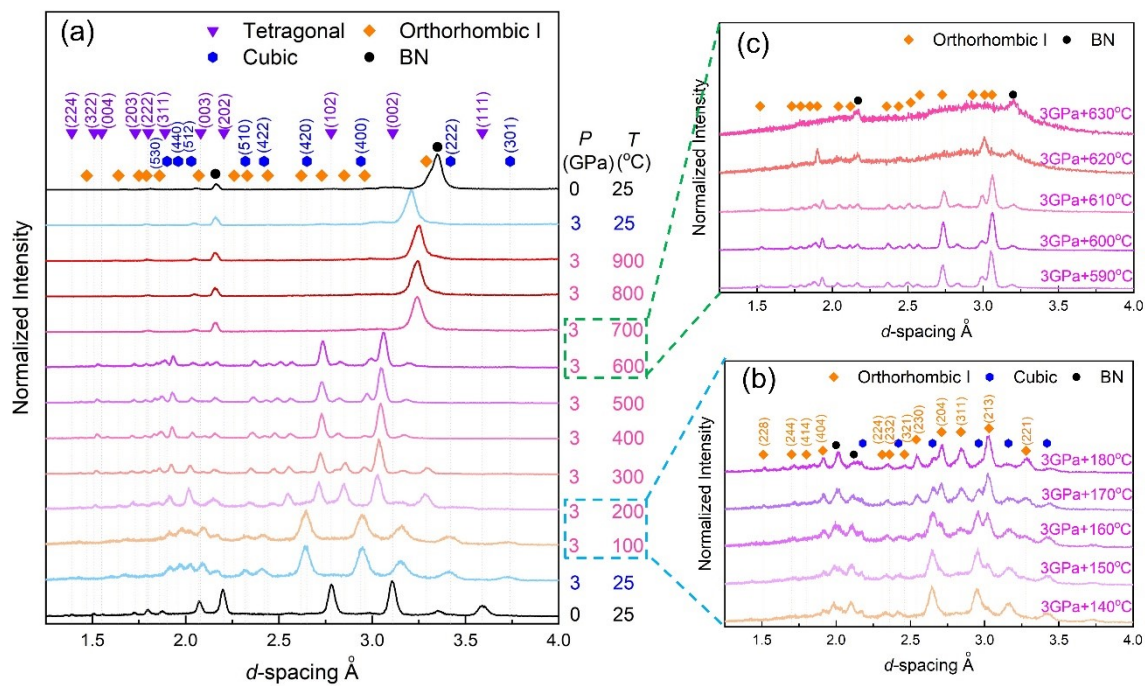 (a)
Tetragonal
Orthorhombic I
Cubic
BN
(224)
(322)
(004)
(203)
(222)
(311)
(003)
(202)
(102)
(002)
(111)
(530)
(440)
(512)
(510)
(422)
(420)
(400)
(222)
(301)
P T
(GPa) (°C)
0 25
3 25
3 900
3 800
3 700
3 600
3 500
3 400
3 300
3 200
3 100
3 25
0 25
Normalized Intensity
1.5 2.0 2.5 3.0 3.5 4.0
d-spacing Å
(c)
Orthorhombic I
BN
3GPa+630°C
3GPa+620°C
3GPa+610°C
3GPa+600°C
3GPa+590°C
Normalized Intensity
1.5 2.0 2.5 3.0 3.5 4.0
d-spacing Å
(b)
Orthorhombic I
Cubic
BN
(228)
(244)
(414)
(404)
(224)
(232)
(321)
(230)
(204)
(311)
(213)
(221)
3GPa+180°C
3GPa+170°C
3GPa+160°C
3GPa+150°C
3GPa+140°C
Normalized Intensity
1.5 2.0 2.5 3.0 3.5 4.0
d-spacing Å